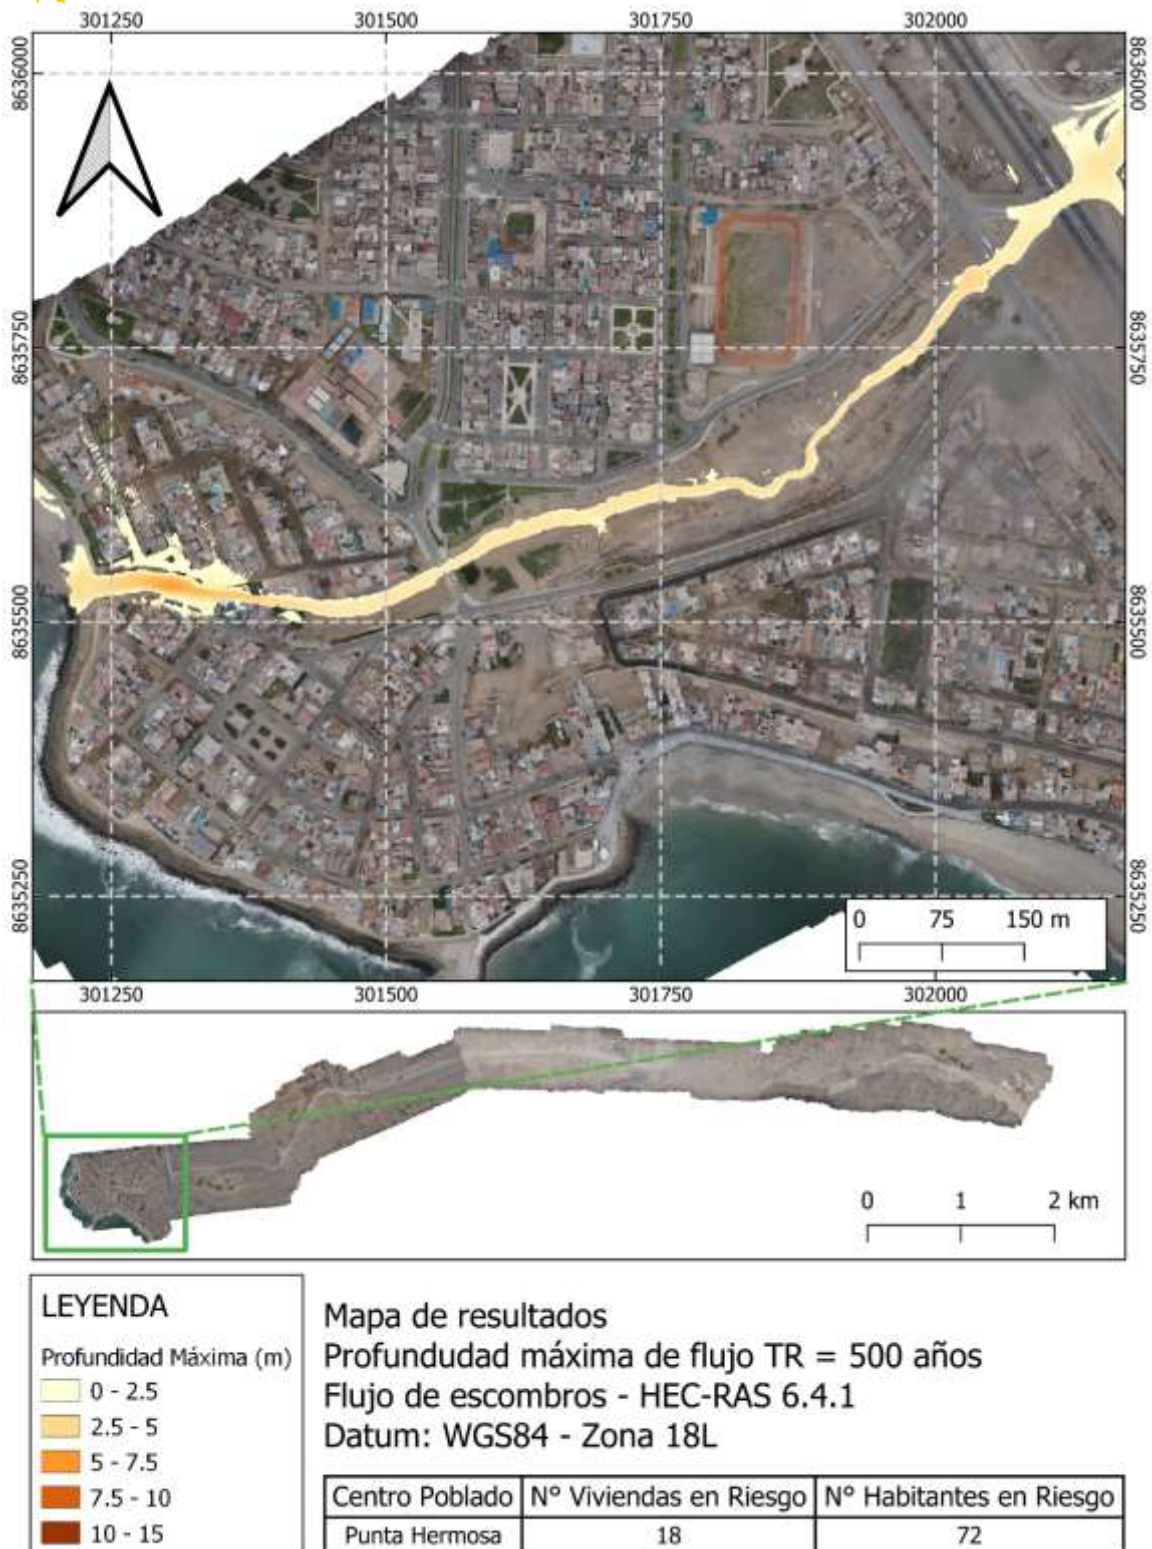 301250 301500 301750 302000
8636000 8636000
8635750 8635750
8635500 8635500
8635250 8635250
0 75 150 m
301250 301500 301750 302000
0 1 2 km
LEYENDA
Profundidad Máxima (m)
0 - 2.5
2.5 - 5
5 - 7.5
7.5 - 10
10 - 15
Mapa de resultados
Profundudad máxima de flujo TR = 500 años
Flujo de escombros - HEC-RAS 6.4.1
Datum: WGS84 - Zona 18L
Centro Poblado N° Viviendas en Riesgo N° Habitantes en Riesgo
Punta Hermosa 18 72